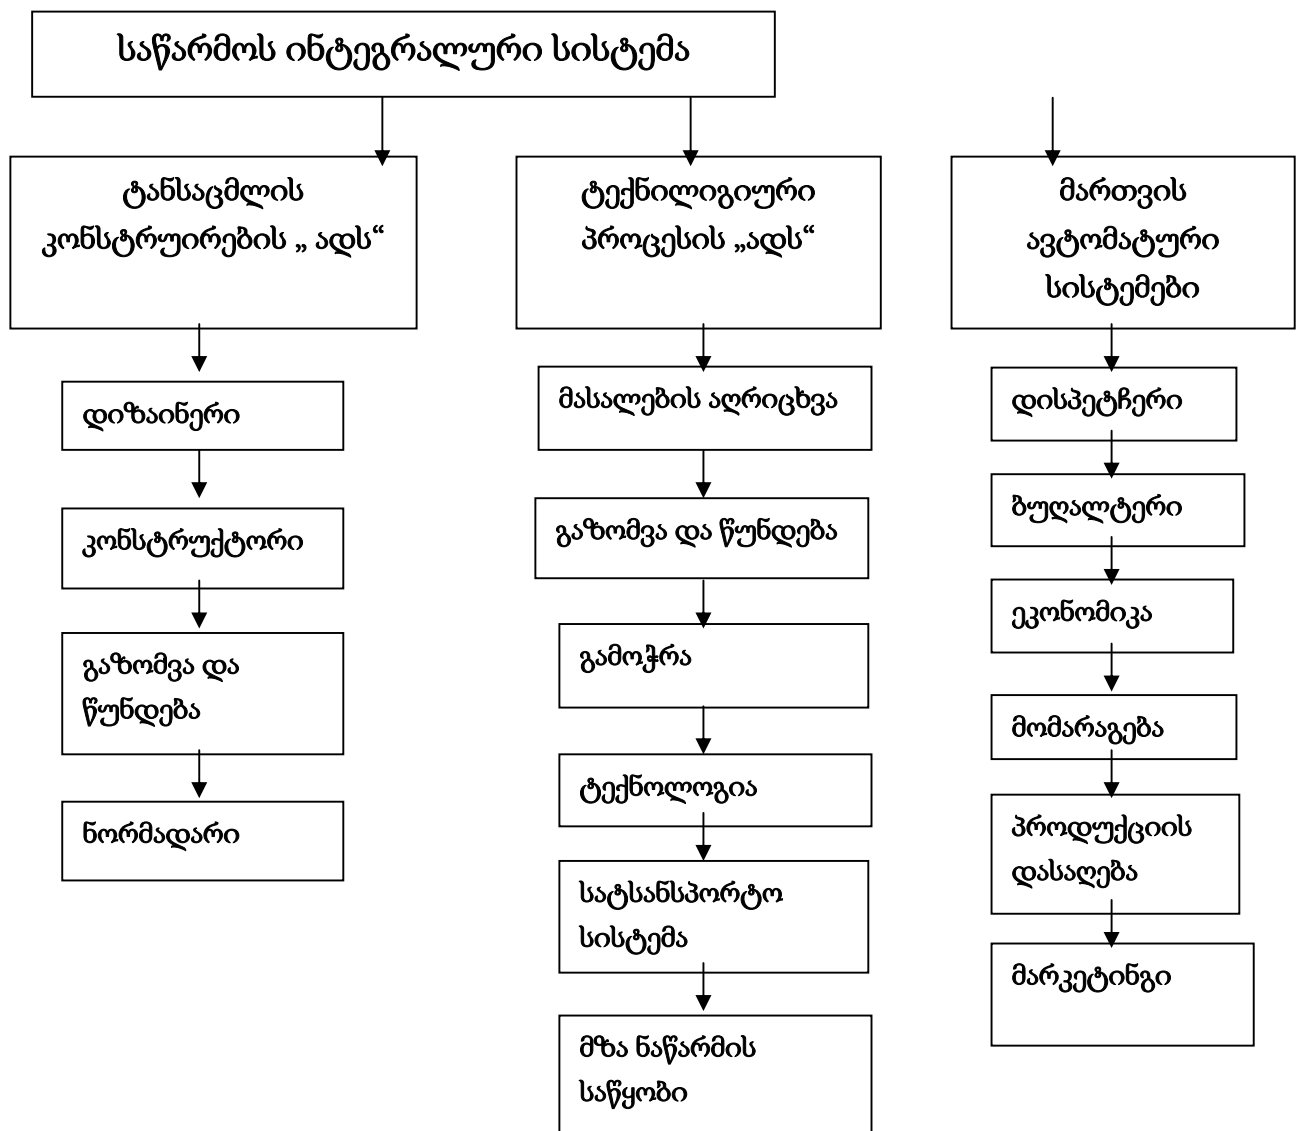 საწარმოს ინტეგრალური სისტემა
ტანსაცმლის
კონსტრუირების „ ადს“
დიზაინერი
კონსტრუქტორი
გაზომვა და
წუნდება
ნორმადარი
ტექნილიგიური
პროცესის „ადს“
მასალების აღრიცხვა
გაზომვა და წუნდება
გამოჭრა
ტექნოლოგია
სატსანსპორტო
სისტემა
მზა ნაწარმის
საწყობი
მართვის
ავტომატური
სისტემები
დისპეტჩერი
ბუღალტერი
ეკონომიკა
მომარაგება
პროდუქციის
დასაღება
მარკეტინგი